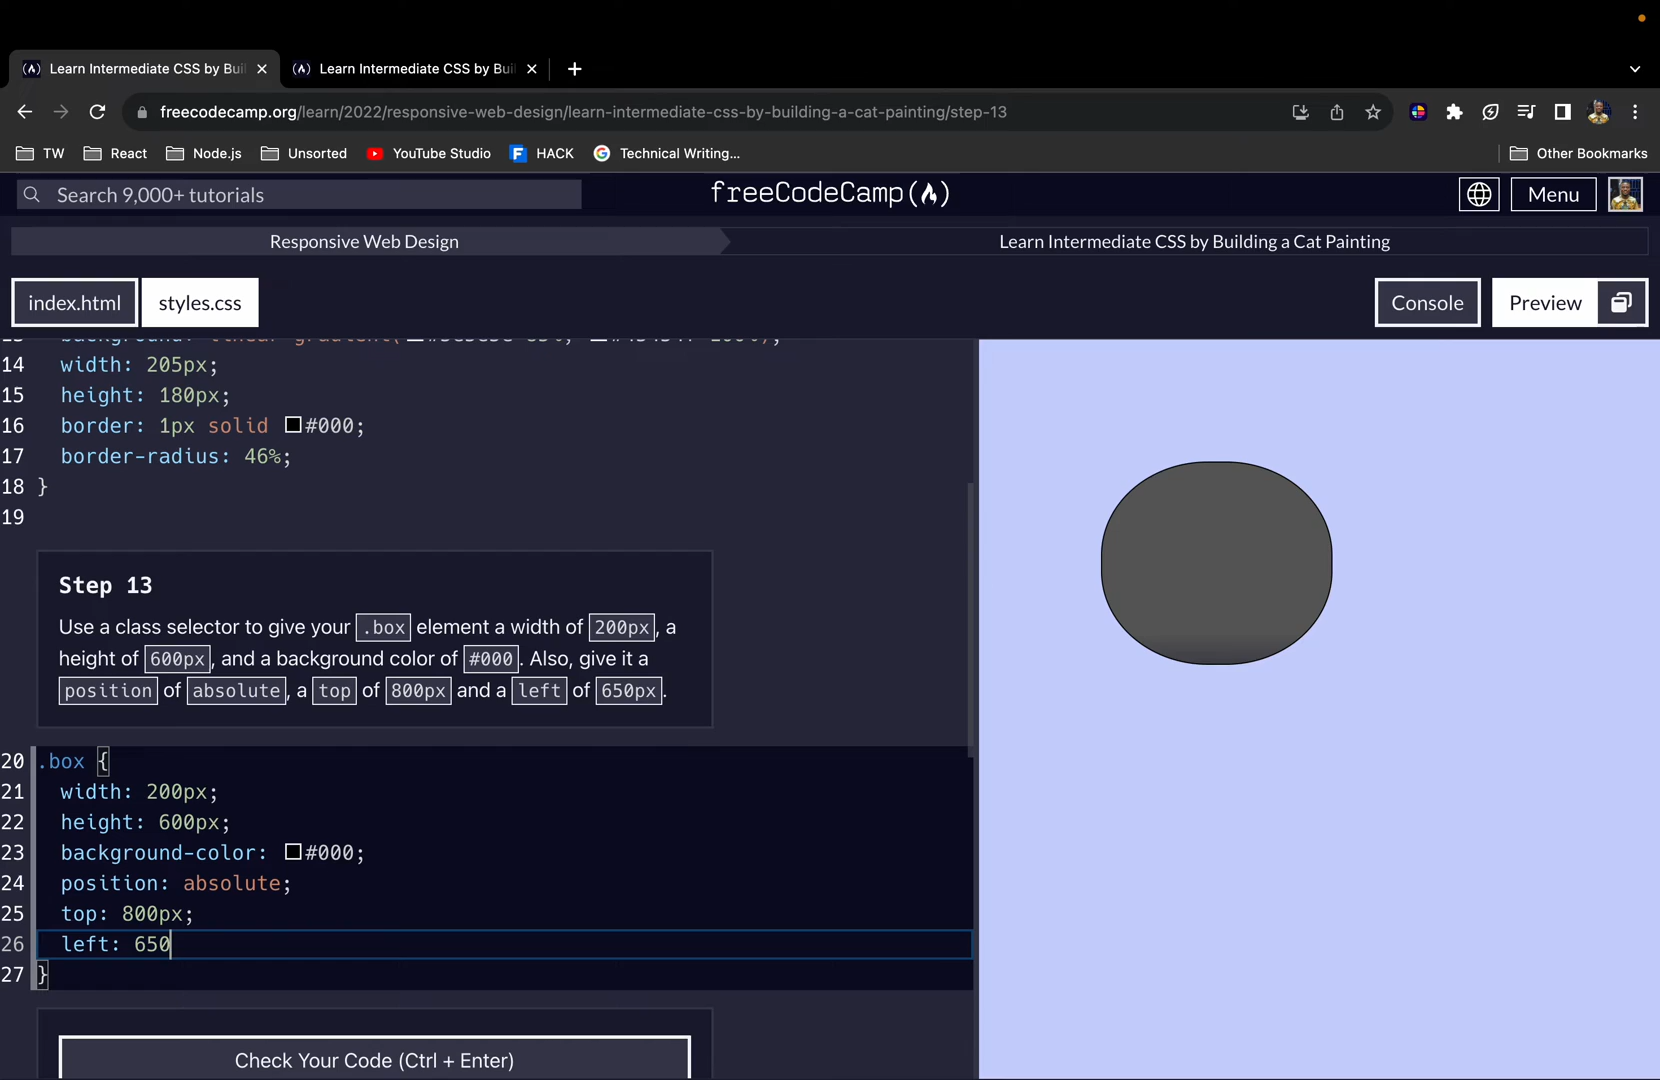 Learn Intermediate CSS by Bui
Learn Intermediate CSS by Bui
freecodecamp.org/learn/2022/responsive-web-design/learn-intermediate-css-by-building-a-cat-painting/step-13
TW
React
Node.js
Unsorted
YouTube Studio
HACK
Technical Writing...
Other Bookmarks
Search 9,000+ tutorials
freeCodeCamp
Menu
Responsive Web Design
Learn Intermediate CSS by Building a Cat Painting
index.html
styles.css
Console
Preview
14 width: 205px;
15 height: 180px;
16 border: 1px solid #000;
17 border-radius: 46%;
18 }
19
Step 13
Use a class selector to give your .box element a width of 200px, a
height of 600px, and a background color of #000. Also, give it a
position of absolute, a top of 800px and a left of 650px.
20 .box {
21 width: 200px;
22 height: 600px;
23 background-color: #000;
24 position: absolute;
25 top: 800px;
26 left: 650
27 }
Check Your Code (Ctrl + Enter)